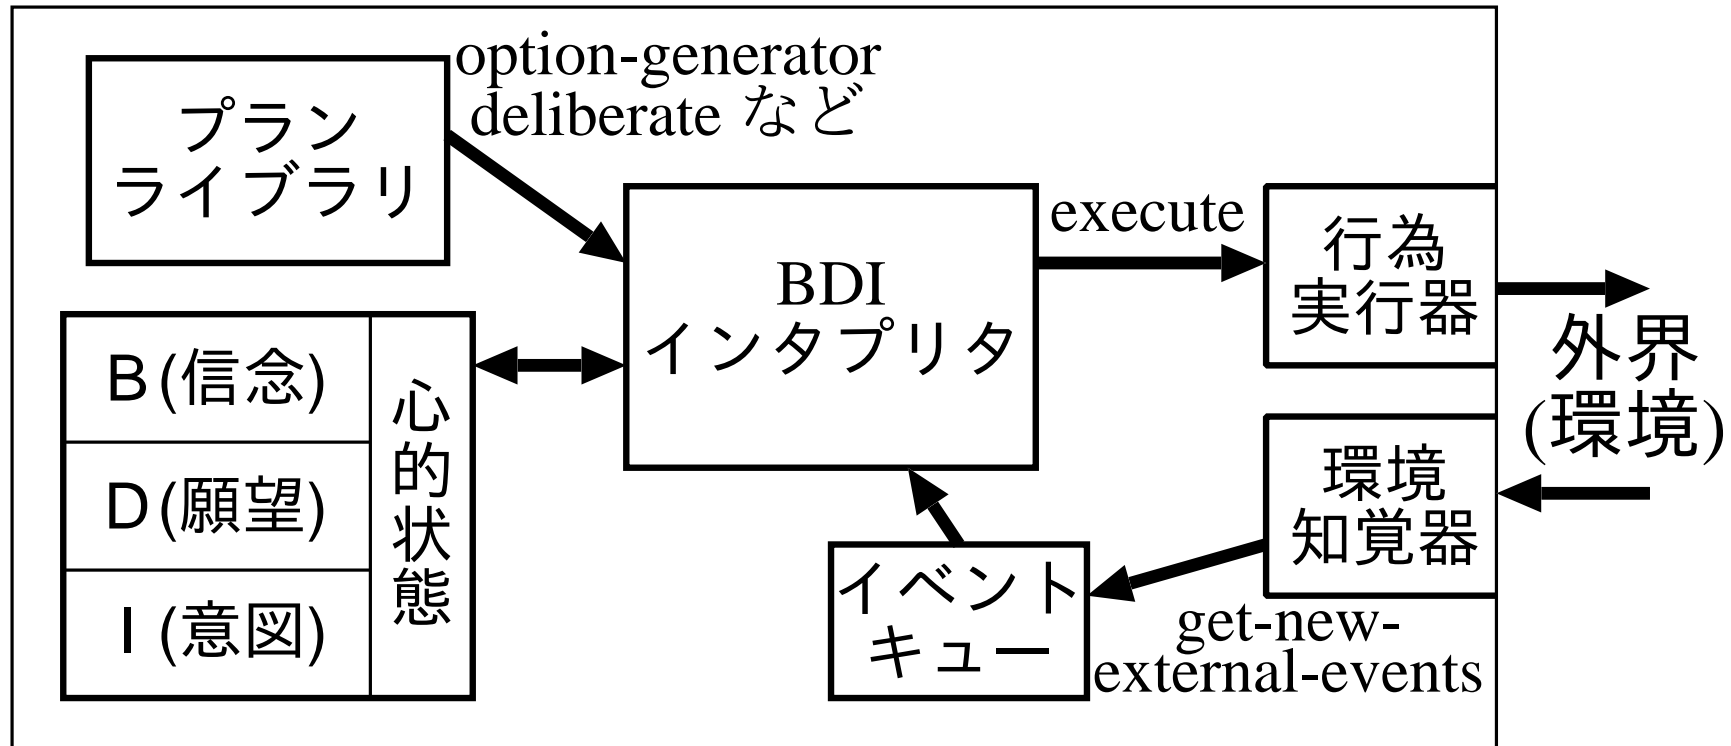 option-generator
deliberate など
プラン
ライブラリ
BDI
インタプリタ
execute
行為
実行器
外界
(環境)
B(信念)
D(願望)
I(意図)
心的状態
環境
知覚器
イベント
キュー
get-new-
external-events